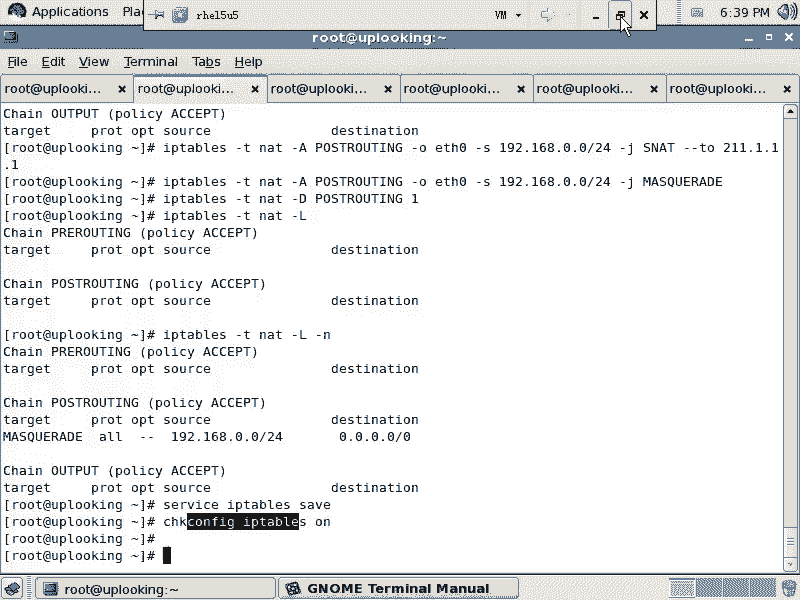 Applications Pla
rhel5u5
VM
6:39 PM
root@uplooking:~
File Edit View Terminal Tabs Help
root@uplooki... root@uplooki... root@uplooki... root@uplooki... root@uplooki... root@uplooki...
Chain OUTPUT (policy ACCEPT)
target     prot opt source               destination
[root@uplooking ~]# iptables -t nat -A POSTROUTING -o eth0 -s 192.168.0.0/24 -j SNAT --to 211.1.1
.1
[root@uplooking ~]# iptables -t nat -A POSTROUTING -o eth0 -s 192.168.0.0/24 -j MASQUERADE
[root@uplooking ~]# iptables -t nat -D POSTROUTING 1
[root@uplooking ~]# iptables -t nat -L
Chain PREROUTING (policy ACCEPT)
target     prot opt source               destination
Chain POSTROUTING (policy ACCEPT)
target     prot opt source               destination
[root@uplooking ~]# iptables -t nat -L -n
Chain PREROUTING (policy ACCEPT)
target     prot opt source               destination
Chain POSTROUTING (policy ACCEPT)
target     prot opt source               destination
MASQUERADE  all  --  192.168.0.0/24       0.0.0.0/0
Chain OUTPUT (policy ACCEPT)
target     prot opt source               destination
[root@uplooking ~]# service iptables save
[root@uplooking ~]# chkconfig iptables on
[root@uplooking ~]#
[root@uplooking ~]#
root@uplooking:~
GNOME Terminal Manual